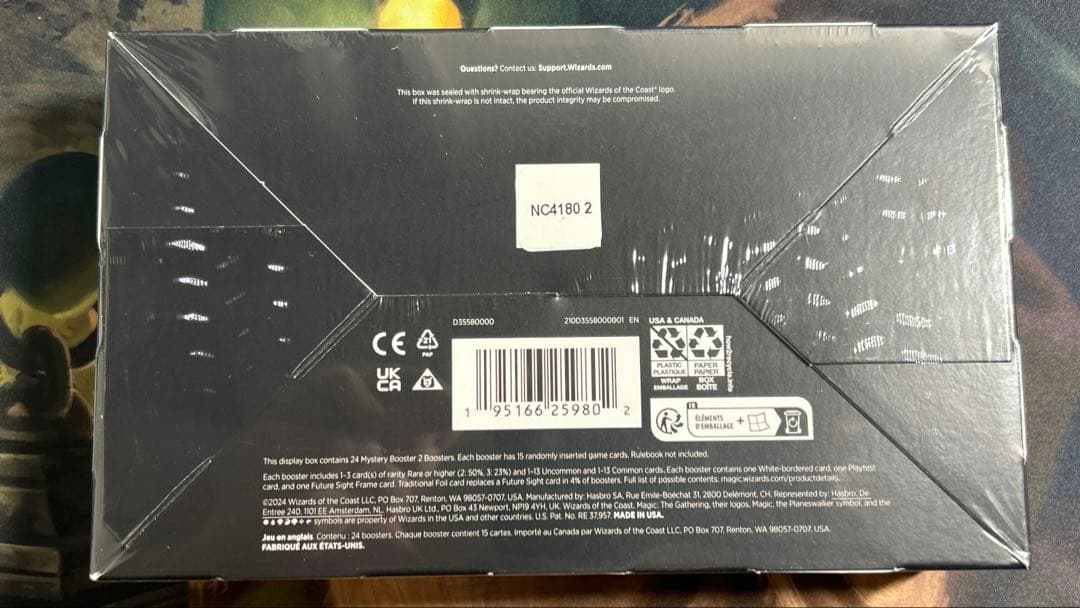 Questions? Contact us: Support.Wizards.com
This box was sealed with shrink-wrap bearing the official Wizards of the Coast® logo.
If this shrink-wrap is not intact, the product integrity may be compromised.
NC4180 2
D35580000
210D3558000001 EN
USA & CANADA
CE
21
PAP
UK
CA
PLASTIC
PLASTIQUE
WRAP
EMBALLAGE
PAPER
PAPIER
BOX
BOÎTE
how2recycle.info
1 95166 25980 2
FR
ÉLÉMENTS
D'EMBALLAGE
+
This display box contains 24 Mystery Booster 2 Boosters. Each booster has 15 randomly inserted game cards. Rulebook not included.
Each booster includes 1-3 card(s) of rarity Rare or higher (2: 50%, 3: 23%) and 1-13 Uncommon and 1-13 Common cards. Each booster contains one White-bordered card, one Playtest
card, and one Future Sight Frame card. Traditional Foil card replaces a Future Sight card in 4% of boosters. Full list of possible contents: magic.wizards.com/productdetails.
©2024 Wizards of the Coast LLC, PO Box 707, Renton, WA 98057-0707, USA. Manufactured by: Hasbro SA, Rue Emile-Boéchat 31, 2800 Delémont, CH. Represented by: Hasbro, De
Entree 240, 1101 EE Amsterdam, NL. Hasbro UK Ltd., PO Box 43 Newport, NP19 4YH, UK. Wizards of the Coast, Magic: The Gathering, their logos, Magic, the Planeswalker symbol, and the
symbols are property of Wizards in the USA and other countries. U.S. Pat. No. RE 37,957. MADE IN USA.
Jeu en anglais Contenu : 24 boosters. Chaque booster contient 15 cartes. Importé au Canada par Wizards of the Coast LLC, PO Box 707, Renton, WA 98057-0707, USA.
FABRIQUÉ AUX ÉTATS-UNIS.